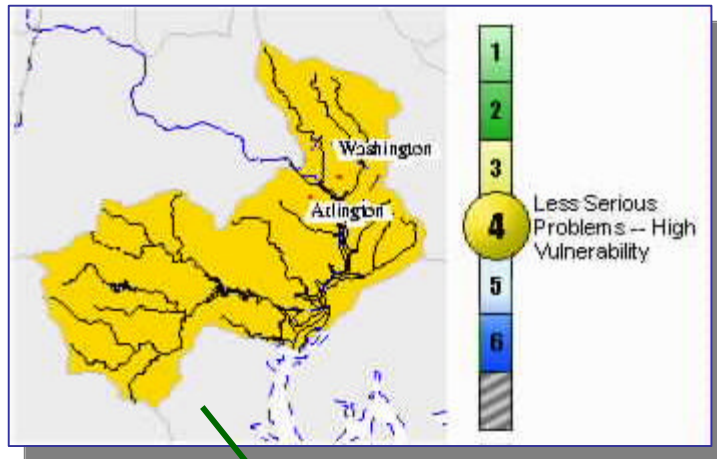 Washington
Arlington
1
2
3
4
Less Serious
Problems -- High
Vulnerability
5
6